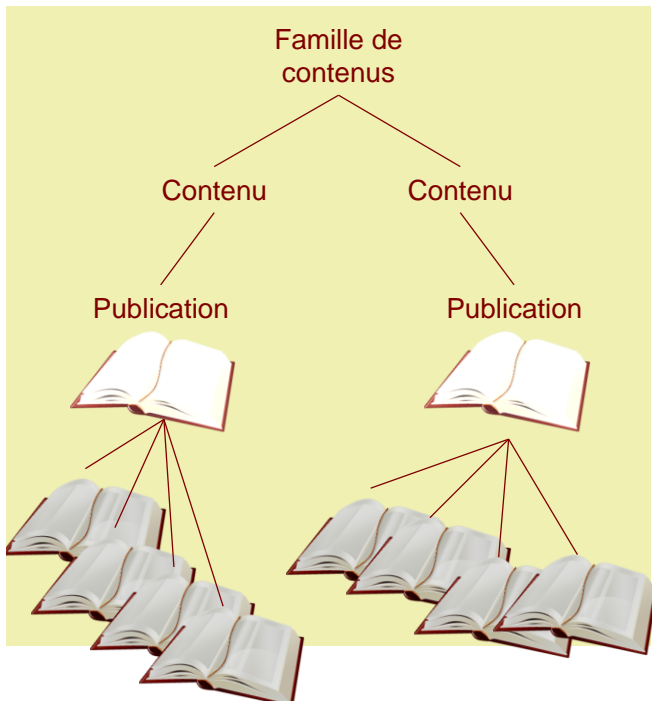 Famille de
contenus
Contenu
Contenu
Publication
Publication